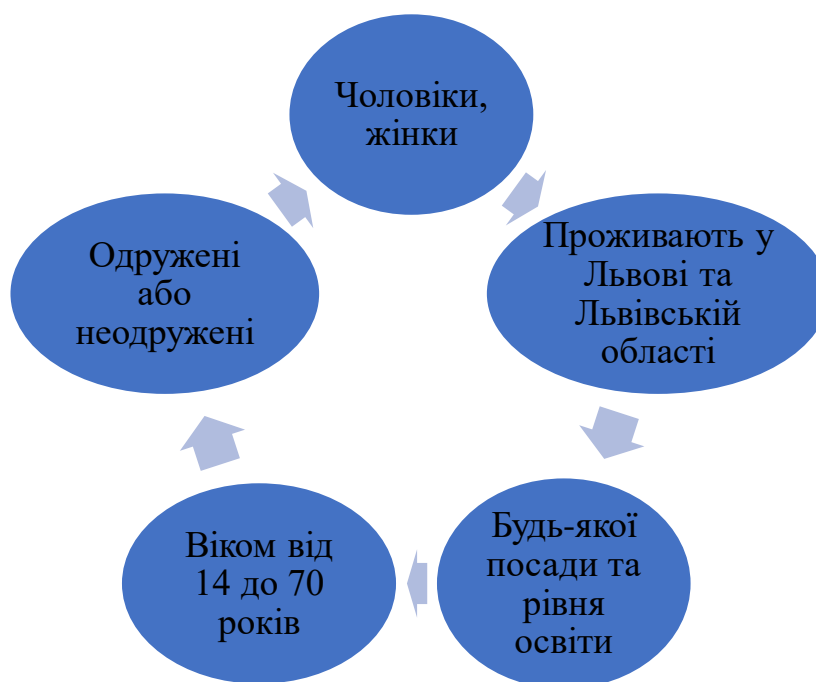 Чоловіки,
жінки
Проживають у
Львові та
Львівській
області
Будь-якої
посади та
рівня
освіти
Віком від
14 до 70
років
Одружені
або
неодружені